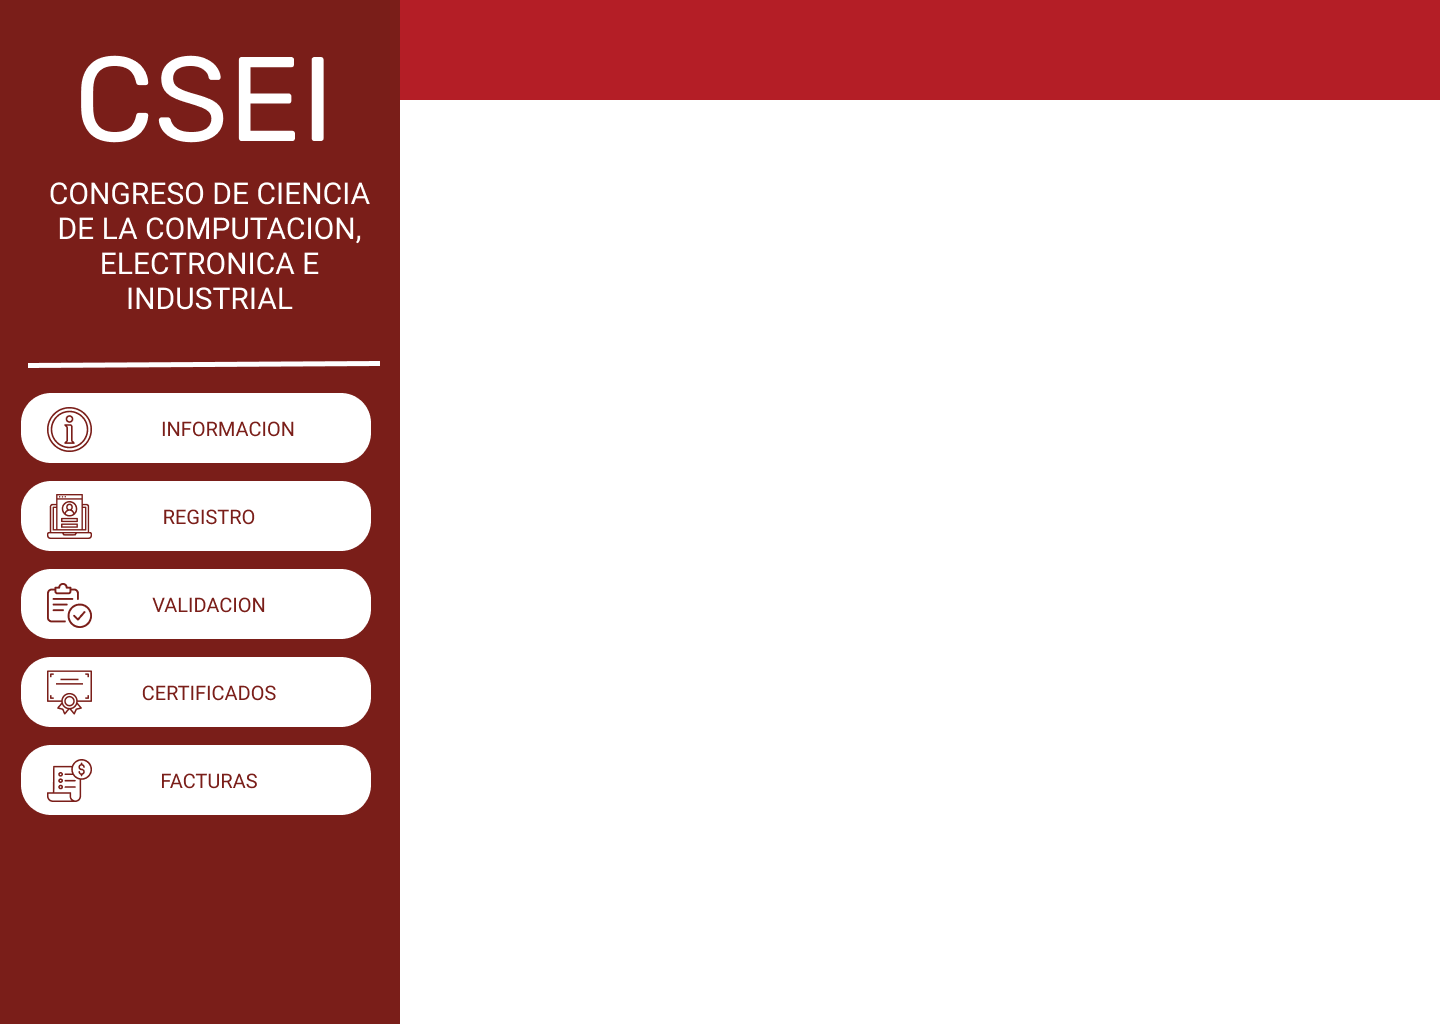 CSEI
CONGRESO DE CIENCIA
DE LA COMPUTACION,
ELECTRONICA E
INDUSTRIAL
INFORMACION
REGISTRO
VALIDACION
CERTIFICADOS
$
FACTURAS